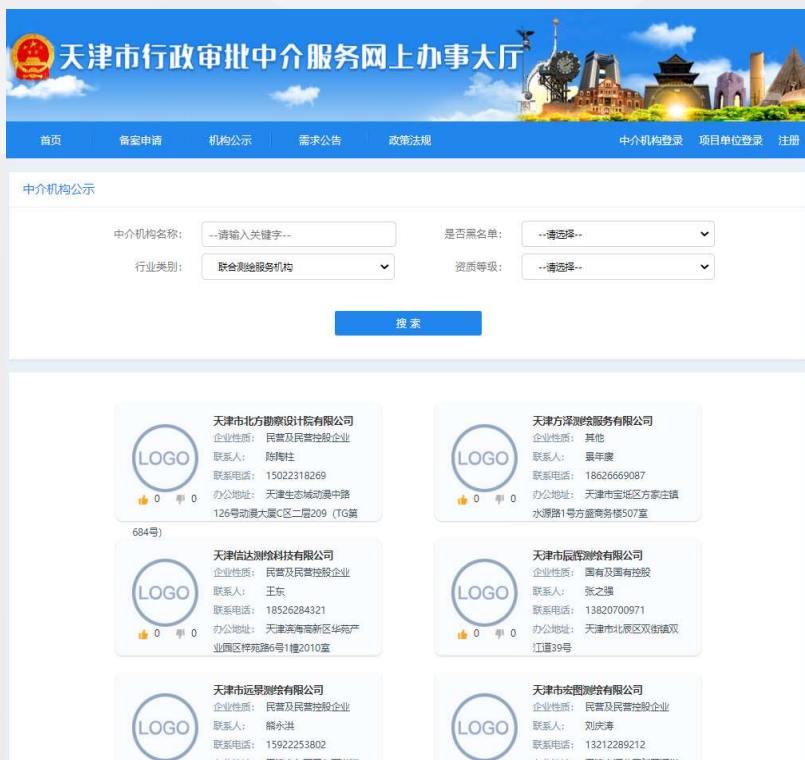 天津市行政审批中介服务网上办事大厅
首页 备案申请 机构公示 需求公告 政策法规 中介机构登录 项目单位登录 注册
中介机构公示
中介机构名称: --请输入关键字-- 是否黑名单: --请选择--
行业类别: 联合测绘服务机构 资质等级: --请选择--
搜 索
LOGO
0 0
天津市北方勘察设计院有限公司
企业性质: 民营及民营控股企业
联系人: 陈陶柱
联系电话: 15022318269
办公地址: 天津生态城动漫中路
126号动漫大厦C区二层209 (TG第
684号)
LOGO
0 0
天津方泽测绘服务有限公司
企业性质: 其他
联系人: 景年虔
联系电话: 18626669087
办公地址: 天津市宝坻区方家庄镇
水源路1号方盛商务楼507室
LOGO
0 0
天津信达测绘科技有限公司
企业性质: 民营及民营控股企业
联系人: 王东
联系电话: 18526284321
办公地址: 天津滨海高新区华苑产
业园区梓苑路6号1幢2010室
LOGO
0 0
天津市辰辉测绘有限公司
企业性质: 国有及国有控股
联系人: 张之强
联系电话: 13820700971
办公地址: 天津市北辰区双街镇双
江道39号
LOGO
天津市远景测绘有限公司
企业性质: 民营及民营控股企业
联系人: 熊永洪
联系电话: 15922253802
LOGO
天津市宏图测绘有限公司
企业性质: 民营及民营控股企业
联系人: 刘庆涛
联系电话: 13212289212